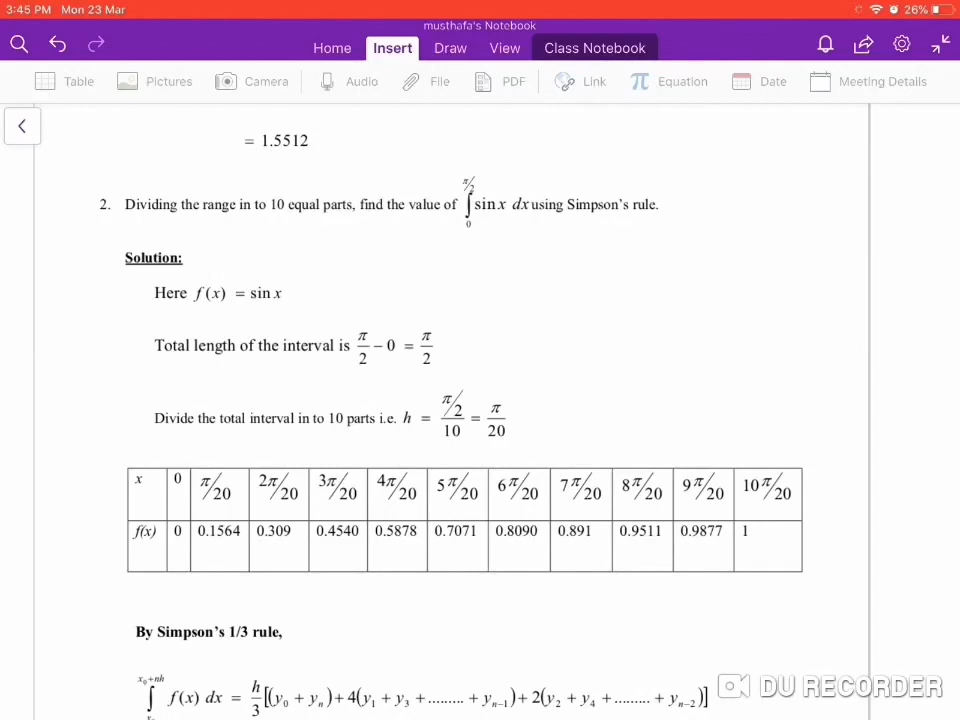 3:45 PM Mon 23 Mar 26%
musthafa's Notebook
Home Insert Draw View Class Notebook
Table Pictures Camera Audio File PDF Link Equation Date Meeting Details
= 1.5512
2. Dividing the range in to 10 equal parts, find the value of ∫₀^{π/2} sin x dx using Simpson's rule.
Solution:
Here f(x) = sin x
Total length of the interval is π/2 − 0 = π/2
Divide the total interval in to 10 parts i.e. h = (π/2)/10 = π/20
x 0 π/20 2π/20 3π/20 4π/20 5π/20 6π/20 7π/20 8π/20 9π/20 10π/20
f(x) 0 0.1564 0.309 0.4540 0.5878 0.7071 0.8090 0.891 0.9511 0.9877 1
By Simpson's 1/3 rule,
∫_{x₀}^{x₀+nh} f(x) dx = h/3 [(y₀ + yₙ) + 4(y₁ + y₃ + ........ + yₙ₋₁) + 2(y₂ + y₄ + ........ + yₙ₋₂)]
DU RECORDER